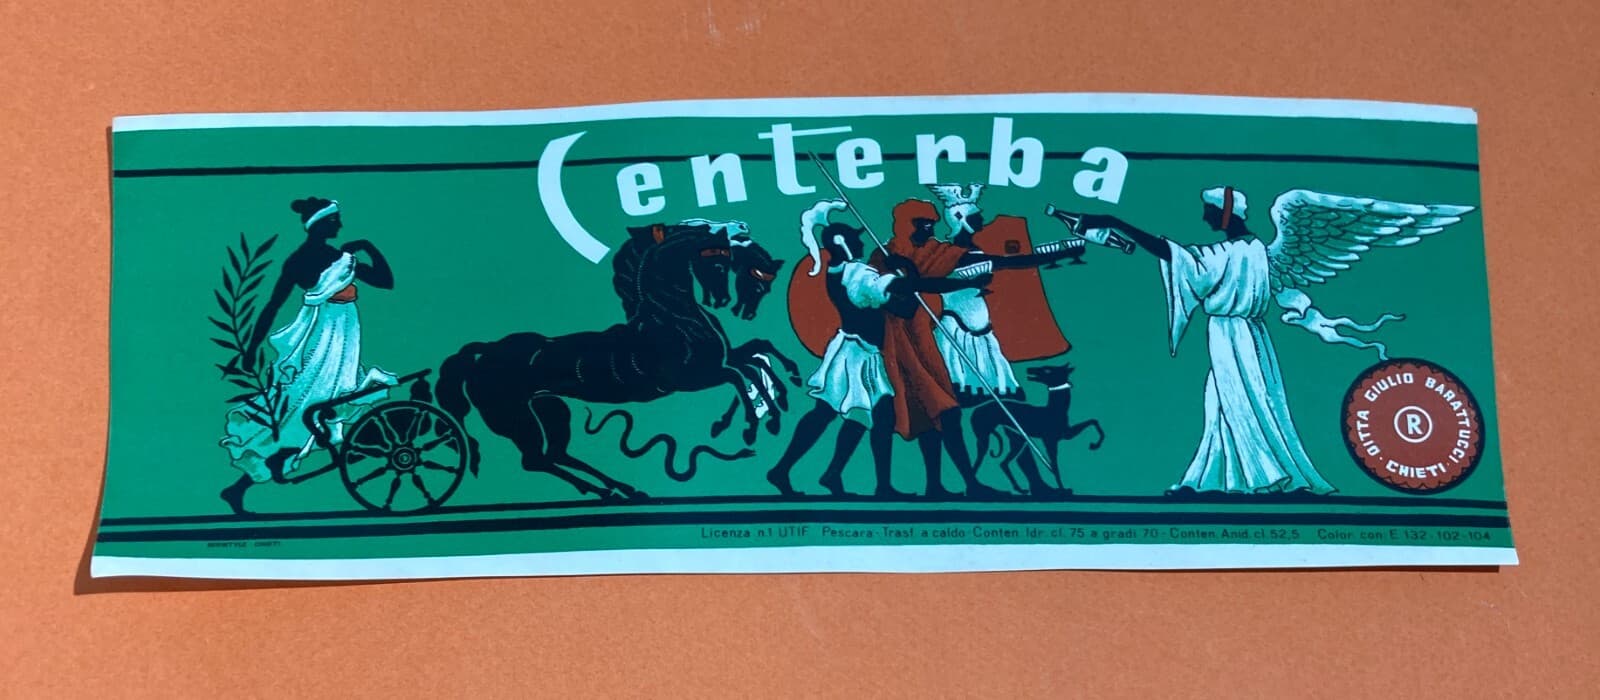 Centerba
DITTA GIULIO BARATTUCCI · CHIETI ·
®
Licenza n.1 UTIF Pescara - Trasf. a caldo - Conten. Idr. cl. 75 a gradi 70 - Conten. Anid. cl. 52,5 Color. con: E 132 - 102 - 104